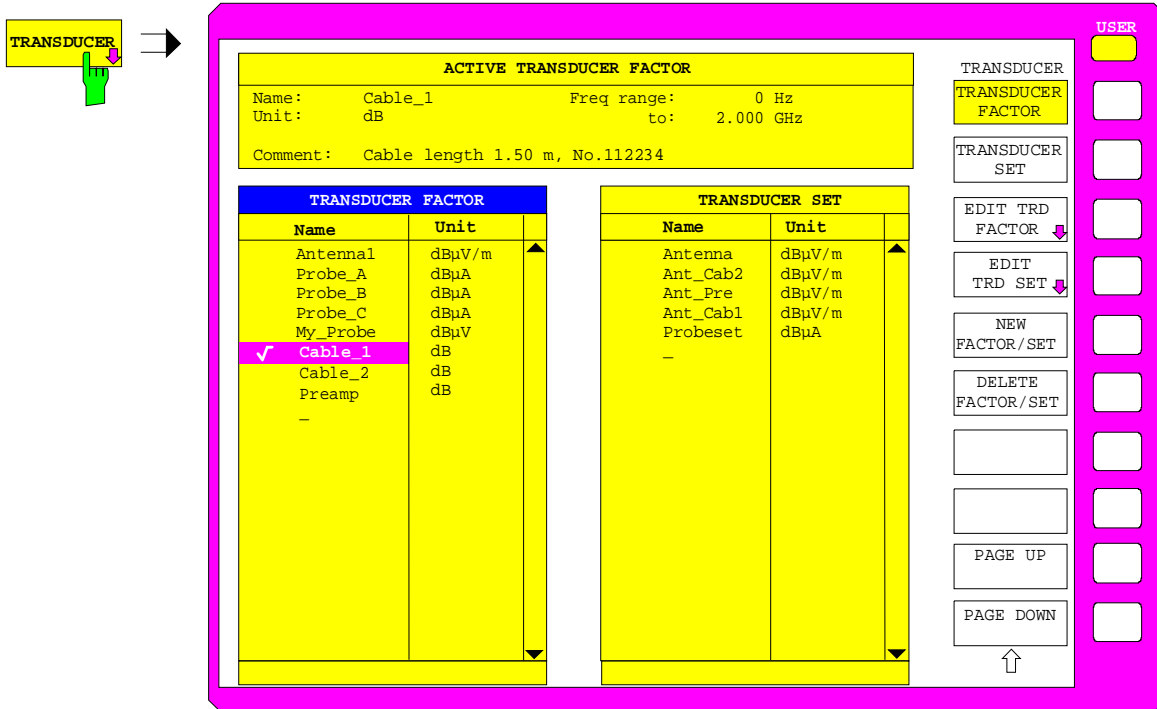 TRANSDUCER
USER
ACTIVE TRANSDUCER FACTOR
Name: Cable_1 Freq range: 0 Hz
Unit: dB to: 2.000 GHz
Comment: Cable length 1.50 m, No.112234
TRANSDUCER FACTOR
Name Unit
Antenna1 dBµV/m
Probe_A dBµA
Probe_B dBµA
Probe_C dBµA
My_Probe dBµV
√ Cable_1 dB
Cable_2 dB
Preamp dB
_
TRANSDUCER SET
Name Unit
Antenna dBµV/m
Ant_Cab2 dBµV/m
Ant_Pre dBµV/m
Ant_Cab1 dBµV/m
Probeset dBµA
_
TRANSDUCER
TRANSDUCER
FACTOR
TRANSDUCER
SET
EDIT TRD
FACTOR
EDIT
TRD SET
NEW
FACTOR/SET
DELETE
FACTOR/SET
PAGE UP
PAGE DOWN